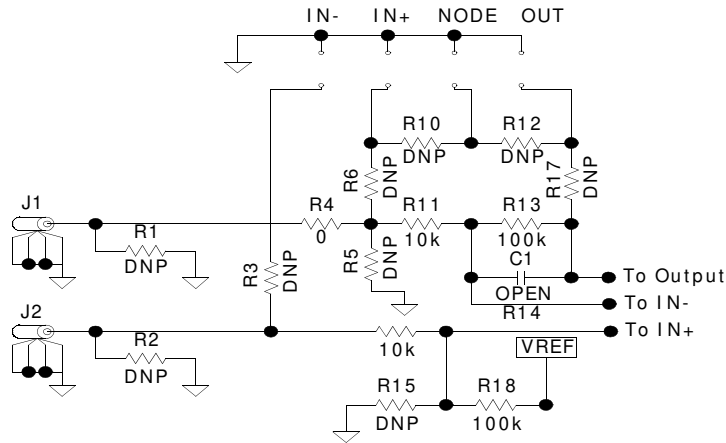 IN- IN+ NODE OUT
R10 R12
DNP DNP
R6 DNP
R17 DNP
J1
R4 R11 R13
0 10k 100k
R1
DNP
R3 DNP
R5 DNP
C1
OPEN
To Output
To IN-
R14
To IN+
J2
R2
DNP
10k
VREF
R15 R18
DNP 100k